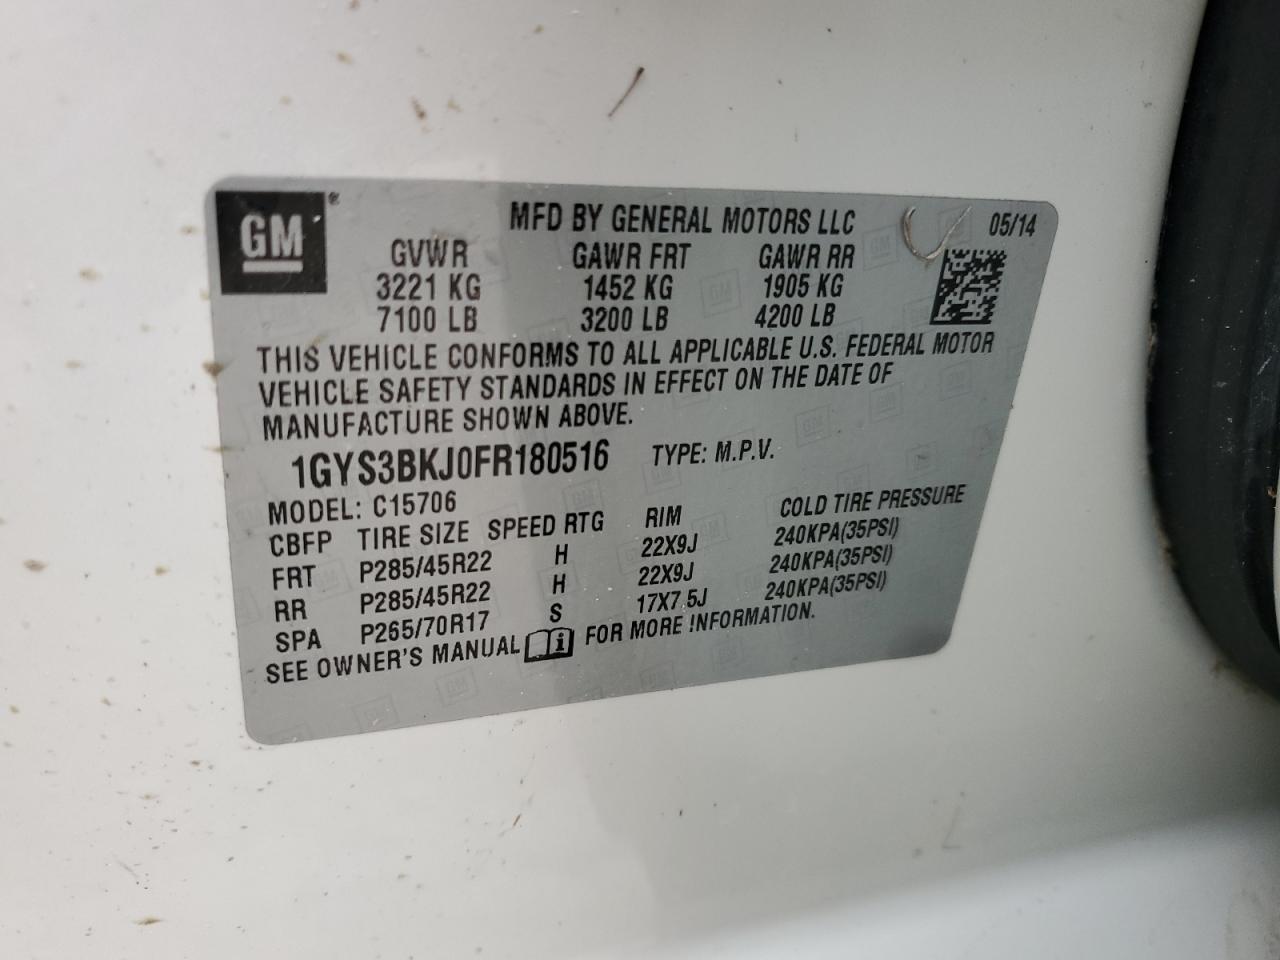 GM®
MFD BY GENERAL MOTORS LLC 05/14
GVWR GAWR FRT GAWR RR
3221 KG 1452 KG 1905 KG
7100 LB 3200 LB 4200 LB
THIS VEHICLE CONFORMS TO ALL APPLICABLE U.S. FEDERAL MOTOR
VEHICLE SAFETY STANDARDS IN EFFECT ON THE DATE OF
MANUFACTURE SHOWN ABOVE.
1GYS3BKJ0FR180516 TYPE: M.P.V.
MODEL: C15706
CBFP TIRE SIZE SPEED RTG RIM COLD TIRE PRESSURE
FRT P285/45R22 H 22X9J 240KPA(35PSI)
RR P285/45R22 H 22X9J 240KPA(35PSI)
SPA P265/70R17 S 17X7.5J 240KPA(35PSI)
SEE OWNER'S MANUAL i FOR MORE INFORMATION.